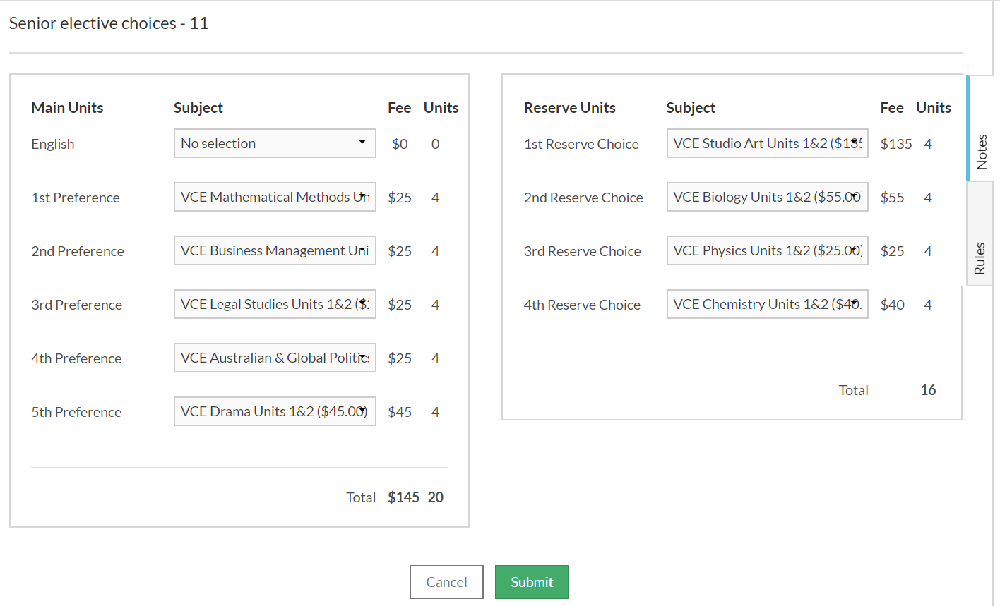 Senior elective choices - 11
Main Units Subject Fee Units
English No selection $0 0
1st Preference VCE Mathematical Methods Un $25 4
2nd Preference VCE Business Management Uni $25 4
3rd Preference VCE Legal Studies Units 1&2 ($2 $25 4
4th Preference VCE Australian & Global Politics $25 4
5th Preference VCE Drama Units 1&2 ($45.00) $45 4
Total $145 20
Reserve Units Subject Fee Units
1st Reserve Choice VCE Studio Art Units 1&2 ($135 $135 4
2nd Reserve Choice VCE Biology Units 1&2 ($55.00 $55 4
3rd Reserve Choice VCE Physics Units 1&2 ($25.00) $25 4
4th Reserve Choice VCE Chemistry Units 1&2 ($40. $40 4
Total 16
Notes
Rules
Cancel Submit